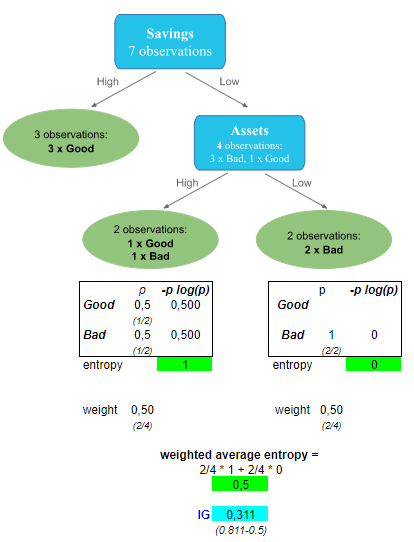 Savings
7 observations
High
Low
3 observations:
3 x Good
Assets
4 observations:
3 x Bad, 1 x Good
High
Low
2 observations:
1 x Good
1 x Bad
2 observations:
2 x Bad
p -p log(p)
Good 0,5 0,500
(1/2)
Bad 0,5 0,500
(1/2)
entropy 1
weight 0,50
(2/4)
p -p log(p)
Good
Bad 1 0
(2/2)
entropy 0
weight 0,50
(2/4)
weighted average entropy =
2/4 * 1 + 2/4 * 0
0,5
IG 0,311
(0.811-0.5)